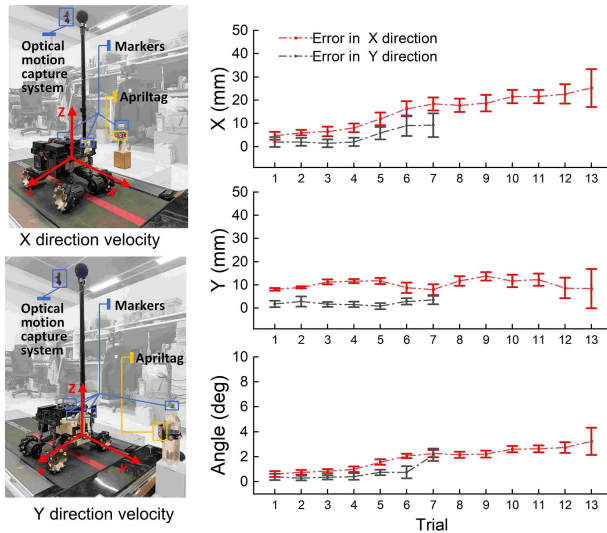 Optical
motion
capture
system
Markers
Apriltag
Z
X
Y
X direction velocity
Optical
motion
capture
system
Markers
Apriltag
Z
Y
Y direction velocity
Error in X direction
Error in Y direction
X (mm)
50
40
30
20
10
0
1 2 3 4 5 6 7 8 9 10 11 12 13
Y (mm)
50
40
30
20
10
0
1 2 3 4 5 6 7 8 9 10 11 12 13
Angle (deg)
10
8
6
4
2
0
1 2 3 4 5 6 7 8 9 10 11 12 13
Trial